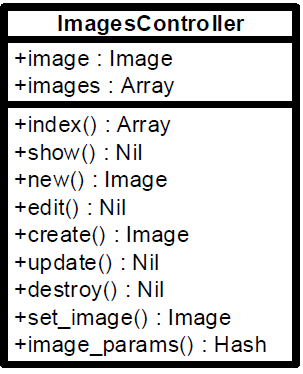 ImagesController
+image : Image
+images : Array
+index() : Array
+show() : Nil
+new() : Image
+edit() : Nil
+create() : Image
+update() : Nil
+destroy() : Nil
+set_image() : Image
+image_params() : Hash